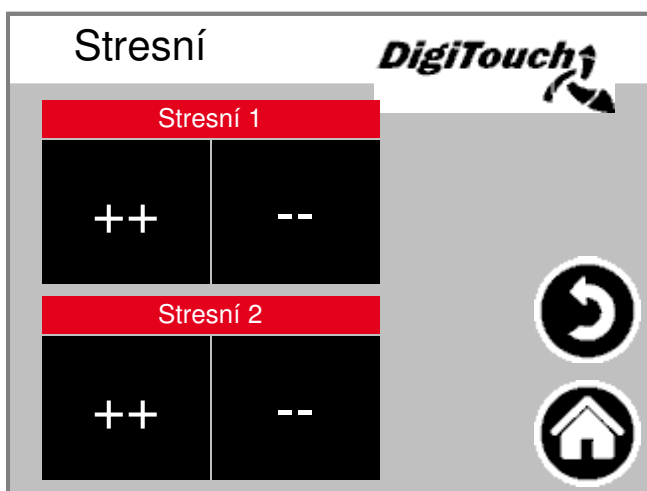 Stresní
DigiTouch
Stresní 1
++ --
Stresní 2
++ --